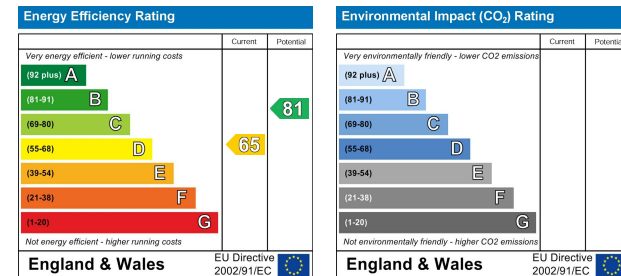 Energy Efficiency Rating
Current Potential
Very energy efficient - lower running costs
(92 plus) A
(81-91) B
(69-80) C
(55-68) D
(39-54) E
(21-38) F
(1-20) G
81
65
Not energy efficient - higher running costs
England & Wales
EU Directive
2002/91/EC
Environmental Impact (CO₂) Rating
Current Potentia
Very environmentally friendly - lower CO2 emissions
(92 plus) A
(81-91) B
(69-80) C
(55-68) D
(39-54) E
(21-38) F
(1-20) G
Not environmentally friendly - higher CO2 emissions
England & Wales
EU Directive
2002/91/EC